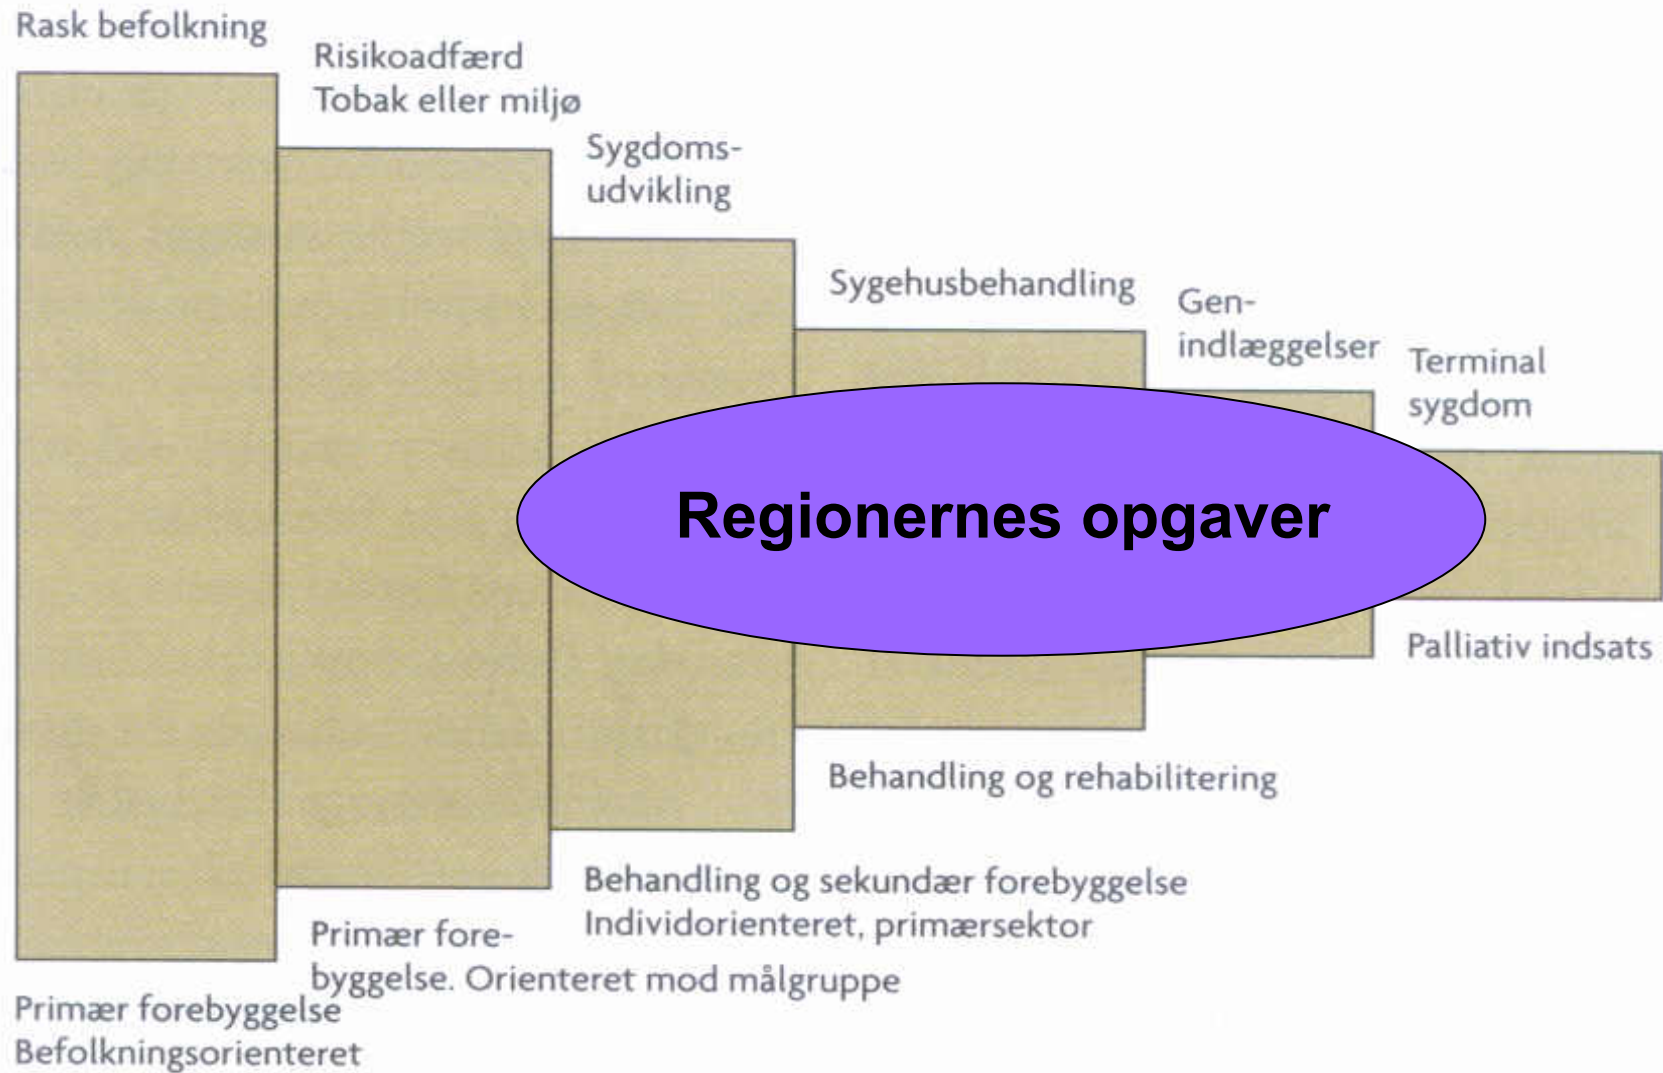 Rask befolkning
Risikoadfærd
Tobak eller miljø
Sygdoms-
udvikling
Sygehusbehandling
Gen-
indlæggelser
Terminal
sygdom
Regionernes opgaver
Palliativ indsats
Behandling og rehabilitering
Behandling og sekundær forebyggelse
Individorienteret, primærsektor
Primær fore-
byggelse. Orienteret mod målgruppe
Primær forebyggelse
Befolkningsorienteret